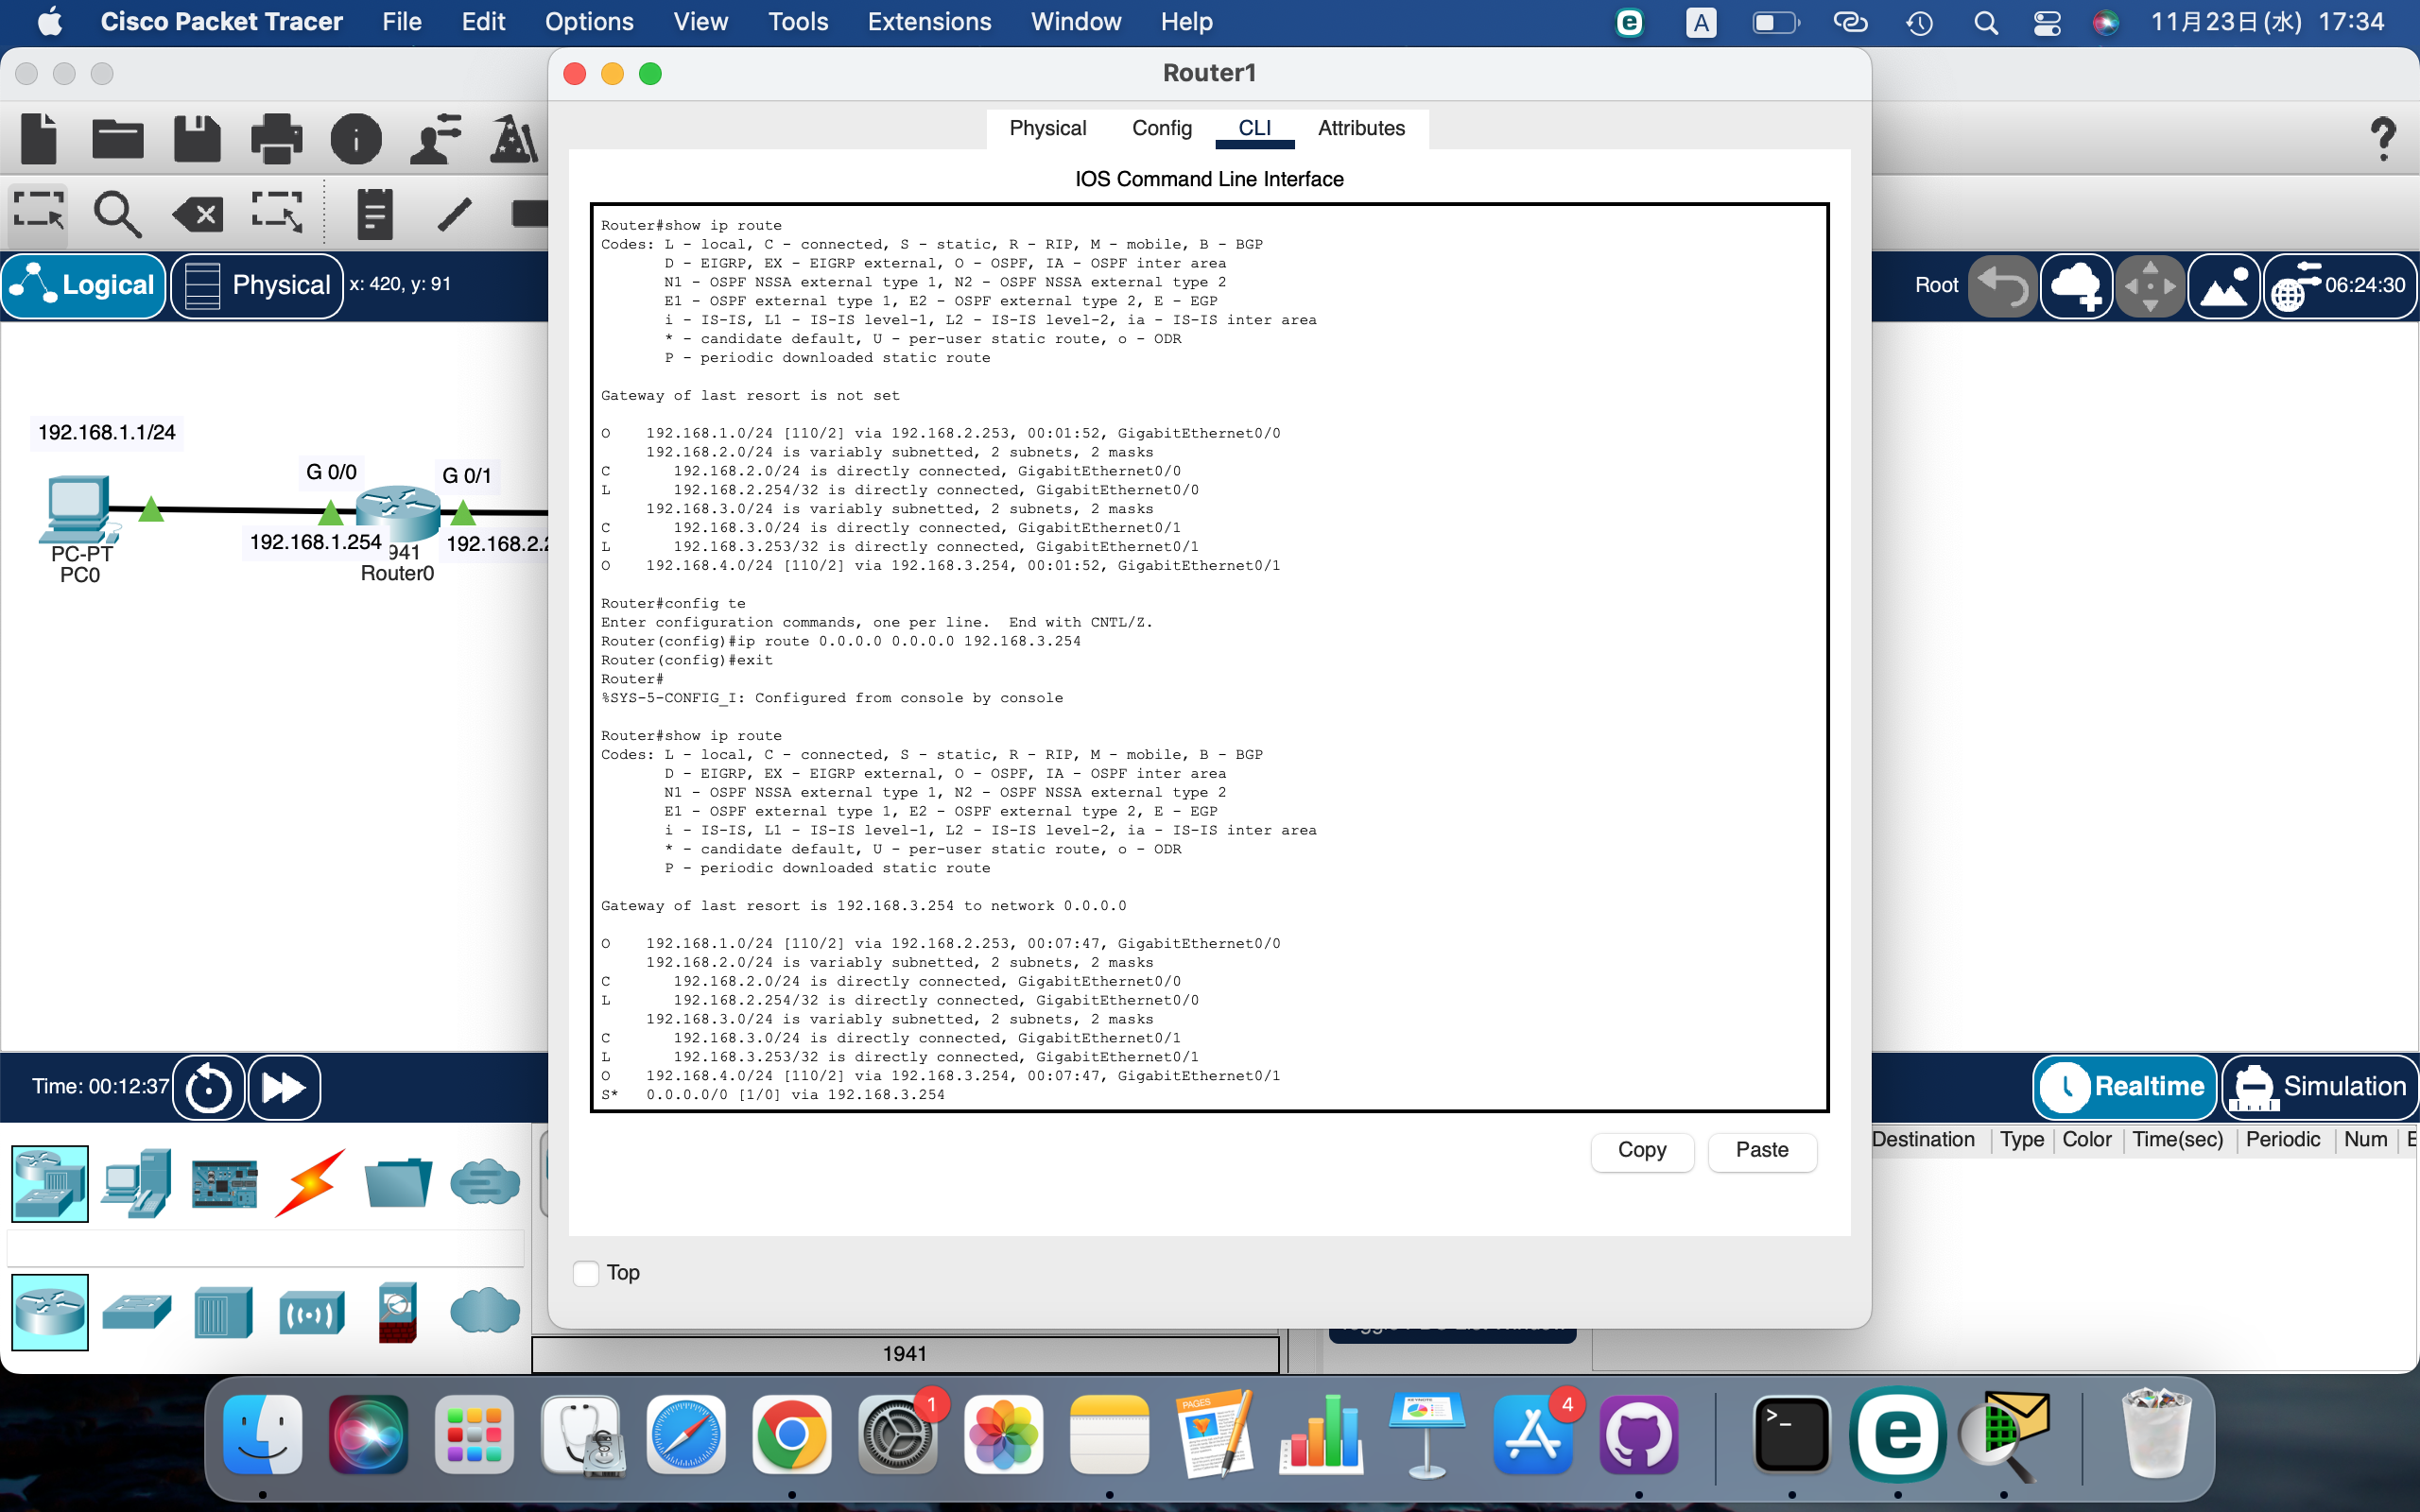 Cisco Packet Tracer File Edit Options View Tools Extensions Window Help
A 11月23日(水) 17:34
Router1
Physical Config CLI Attributes
IOS Command Line Interface
Logical Physical x: 420, y: 91
Root 06:24:30
192.168.1.1/24
G 0/0 G 0/1
192.168.1.254 941 192.168.2.2
PC-PT
PC0 Router0
Router#show ip route
Codes: L - local, C - connected, S - static, R - RIP, M - mobile, B - BGP
D - EIGRP, EX - EIGRP external, O - OSPF, IA - OSPF inter area
N1 - OSPF NSSA external type 1, N2 - OSPF NSSA external type 2
E1 - OSPF external type 1, E2 - OSPF external type 2, E - EGP
i - IS-IS, L1 - IS-IS level-1, L2 - IS-IS level-2, ia - IS-IS inter area
* - candidate default, U - per-user static route, o - ODR
P - periodic downloaded static route
Gateway of last resort is not set
O 192.168.1.0/24 [110/2] via 192.168.2.253, 00:01:52, GigabitEthernet0/0
192.168.2.0/24 is variably subnetted, 2 subnets, 2 masks
C 192.168.2.0/24 is directly connected, GigabitEthernet0/0
L 192.168.2.254/32 is directly connected, GigabitEthernet0/0
192.168.3.0/24 is variably subnetted, 2 subnets, 2 masks
C 192.168.3.0/24 is directly connected, GigabitEthernet0/1
L 192.168.3.253/32 is directly connected, GigabitEthernet0/1
O 192.168.4.0/24 [110/2] via 192.168.3.254, 00:01:52, GigabitEthernet0/1
Router#config te
Enter configuration commands, one per line. End with CNTL/Z.
Router(config)#ip route 0.0.0.0 0.0.0.0 192.168.3.254
Router(config)#exit
Router#
%SYS-5-CONFIG_I: Configured from console by console
Router#show ip route
Codes: L - local, C - connected, S - static, R - RIP, M - mobile, B - BGP
D - EIGRP, EX - EIGRP external, O - OSPF, IA - OSPF inter area
N1 - OSPF NSSA external type 1, N2 - OSPF NSSA external type 2
E1 - OSPF external type 1, E2 - OSPF external type 2, E - EGP
i - IS-IS, L1 - IS-IS level-1, L2 - IS-IS level-2, ia - IS-IS inter area
* - candidate default, U - per-user static route, o - ODR
P - periodic downloaded static route
Gateway of last resort is 192.168.3.254 to network 0.0.0.0
O 192.168.1.0/24 [110/2] via 192.168.2.253, 00:07:47, GigabitEthernet0/0
192.168.2.0/24 is variably subnetted, 2 subnets, 2 masks
C 192.168.2.0/24 is directly connected, GigabitEthernet0/0
L 192.168.2.254/32 is directly connected, GigabitEthernet0/0
192.168.3.0/24 is variably subnetted, 2 subnets, 2 masks
C 192.168.3.0/24 is directly connected, GigabitEthernet0/1
L 192.168.3.253/32 is directly connected, GigabitEthernet0/1
O 192.168.4.0/24 [110/2] via 192.168.3.254, 00:07:47, GigabitEthernet0/1
S* 0.0.0.0/0 [1/0] via 192.168.3.254
Copy Paste
Top
Time: 00:12:37
Realtime Simulation
Destination Type Color Time(sec) Periodic Num E
1941
1
PAGES
4